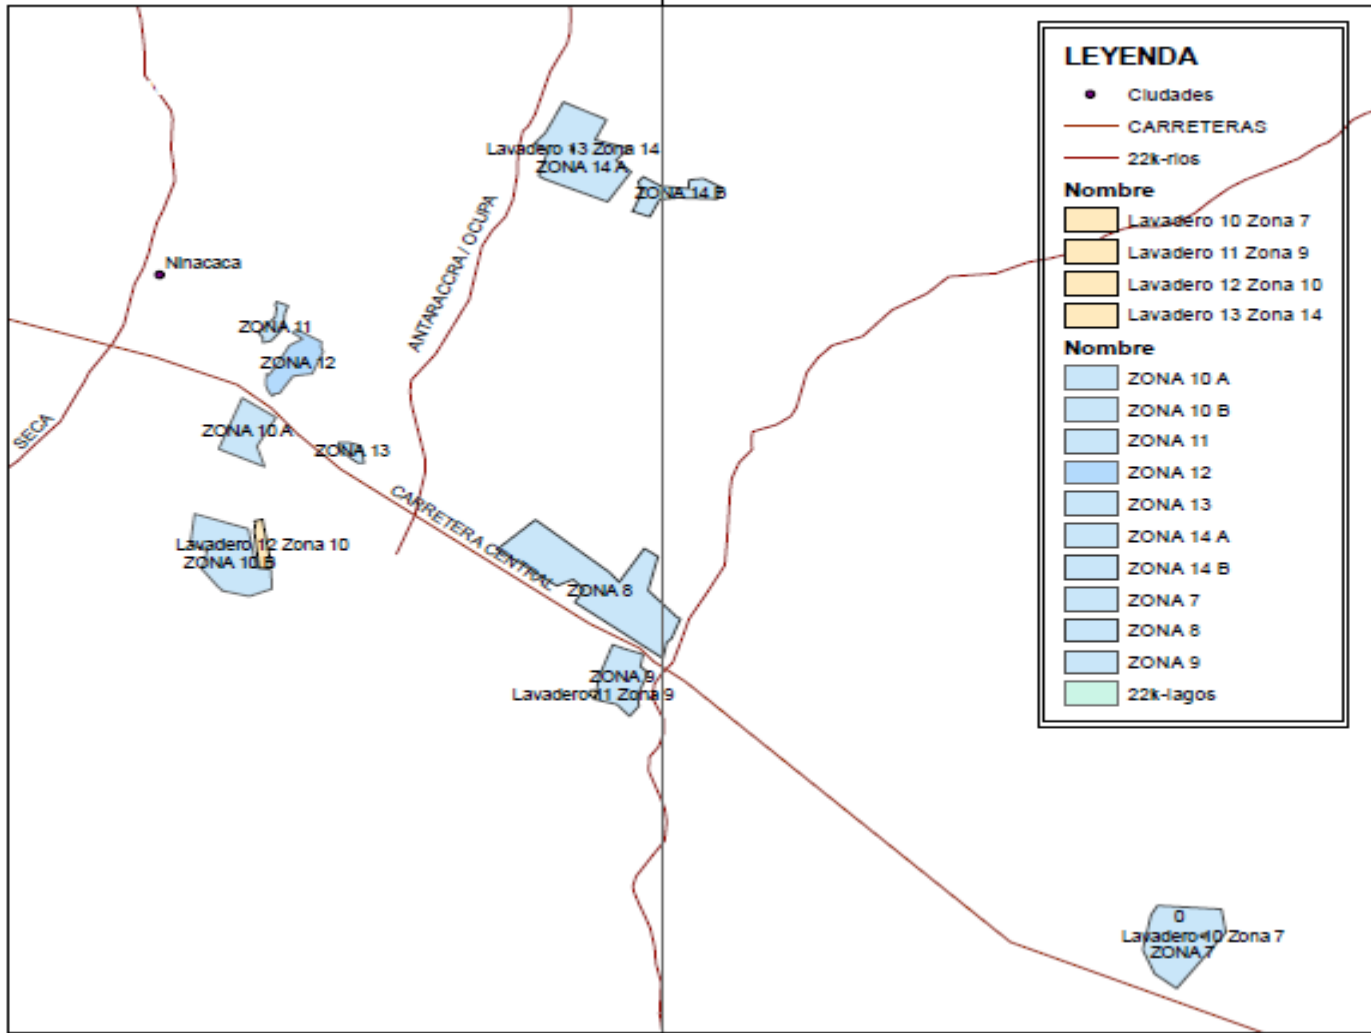 LEYENDA
Ciudades
CARRETERAS
22k-rios
Nombre
Lavadero 10 Zona 7
Lavadero 11 Zona 9
Lavadero 12 Zona 10
Lavadero 13 Zona 14
Nombre
ZONA 10 A
ZONA 10 B
ZONA 11
ZONA 12
ZONA 13
ZONA 14 A
ZONA 14 B
ZONA 7
ZONA 8
ZONA 9
22k-lagos
Lavadero 13 Zona 14
ZONA 14 A
ZONA 14 B
ANTARACCRA / OCUPA
Ninacaca
ZONA 11
ZONA 12
SECA
ZONA 10 A
ZONA 13
CARRETERA CENTRAL
Lavadero 12 Zona 10
ZONA 10 B
ZONA 8
ZONA 9
Lavadero 11 Zona 9
0
Lavadero 10 Zona 7
ZONA 7